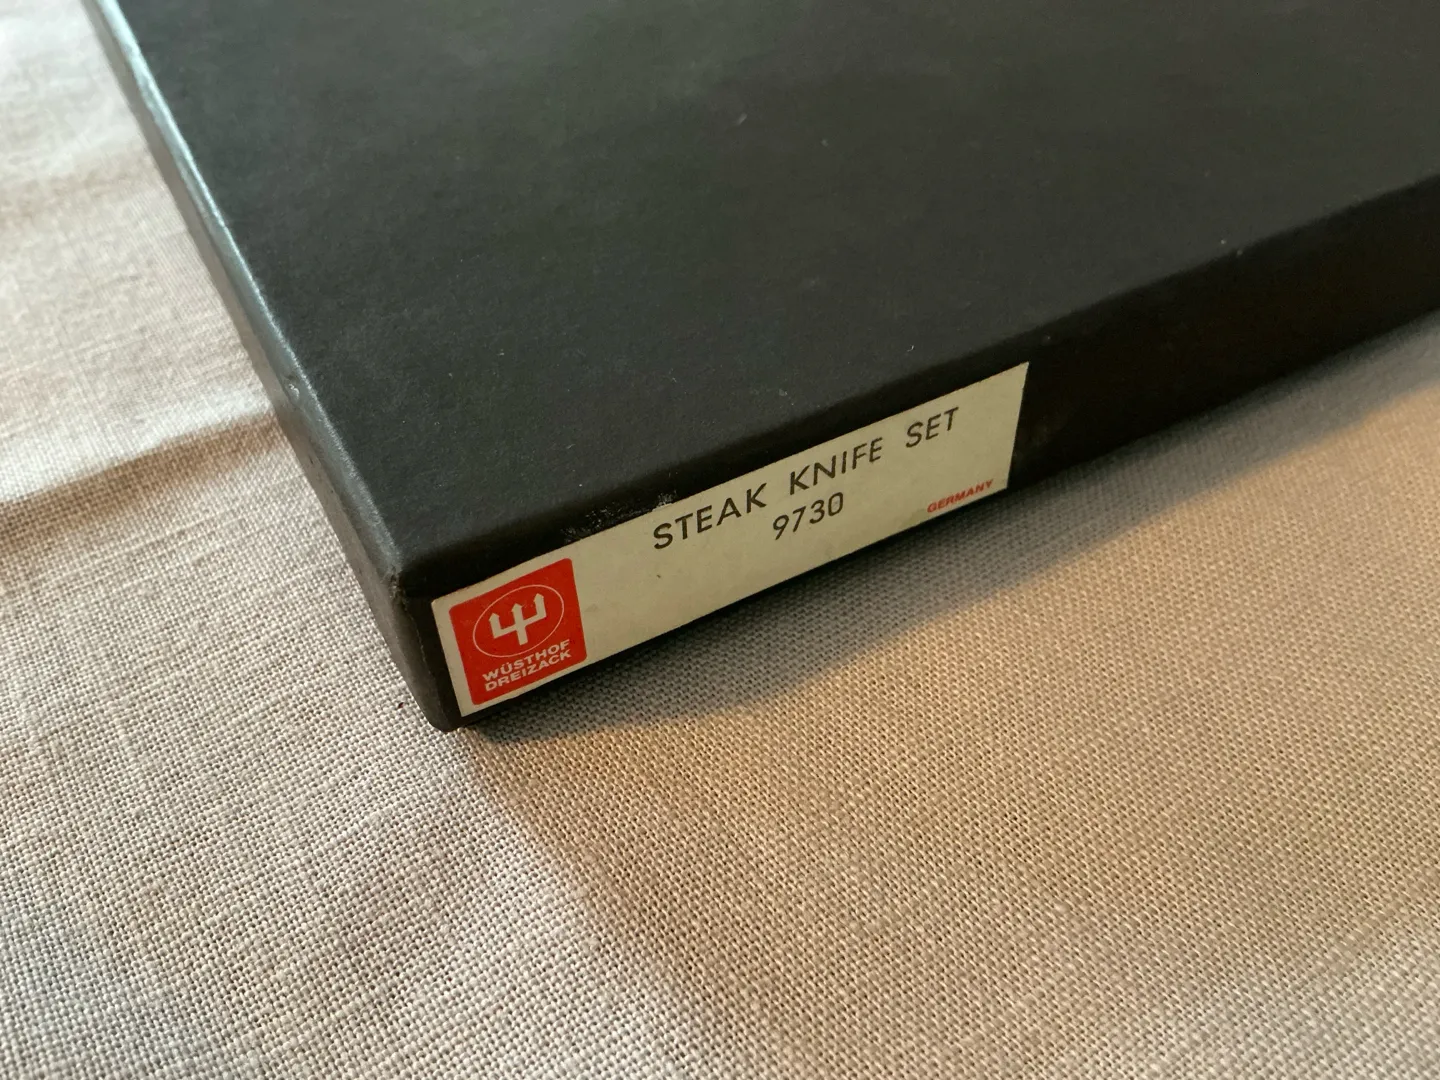 STEAK KNIFE SET
9730
GERMANY
WÜSTHOF
DREIZACK